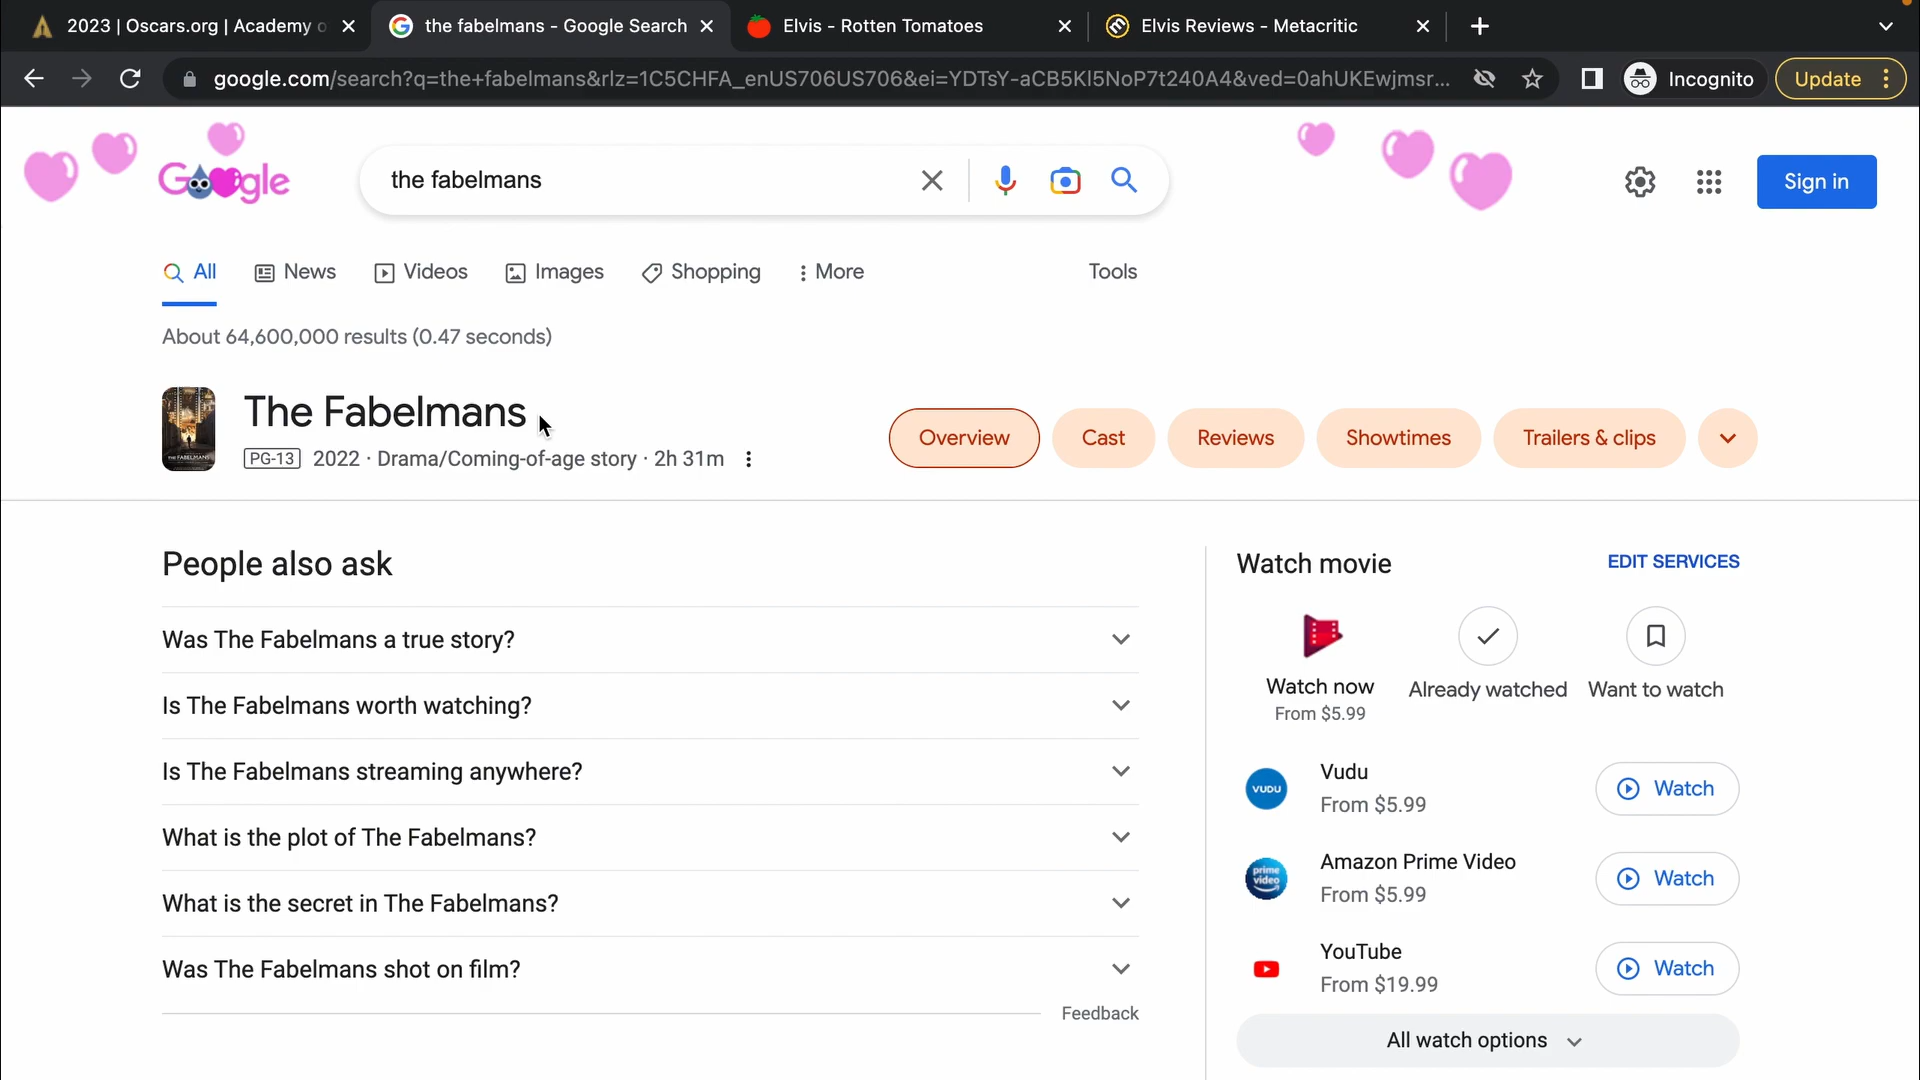 2023 | Oscars.org | Academy o
the fabelmans - Google Search
Elvis - Rotten Tomatoes
Elvis Reviews - Metacritic
google.com/search?q=the+fabelmans&rlz=1C5CHFA_enUS706US706&ei=YDTsY-aCB5Kl5NoP7t240A4&ved=0ahUKEwjmsr...
Incognito
Update
Google
the fabelmans
Sign in
All
News
Videos
Images
Shopping
More
Tools
About 64,600,000 results (0.47 seconds)
The Fabelmans
PG-13 2022 · Drama/Coming-of-age story · 2h 31m
Overview
Cast
Reviews
Showtimes
Trailers & clips
People also ask
Was The Fabelmans a true story?
Is The Fabelmans worth watching?
Is The Fabelmans streaming anywhere?
What is the plot of The Fabelmans?
What is the secret in The Fabelmans?
Was The Fabelmans shot on film?
Feedback
Watch movie
EDIT SERVICES
Watch now
From $5.99
Already watched
Want to watch
VUDU
Vudu
From $5.99
Watch
prime
video
Amazon Prime Video
From $5.99
Watch
YouTube
From $19.99
Watch
All watch options